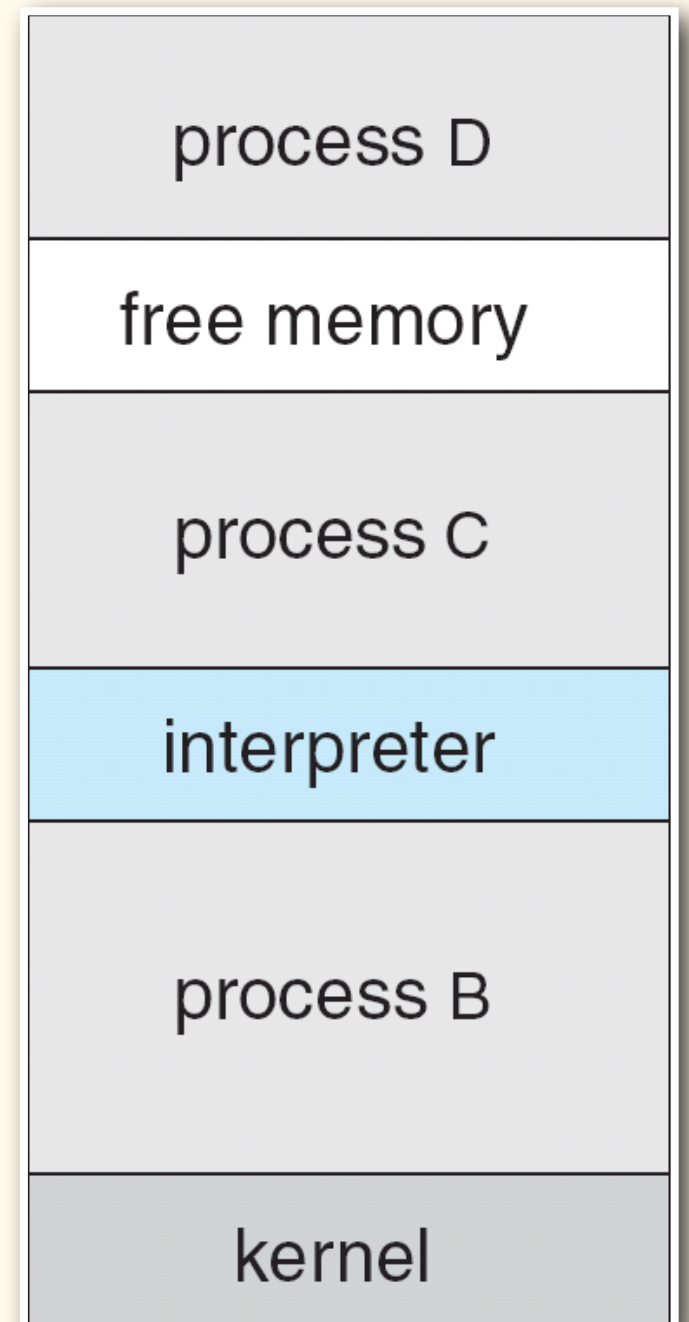 process D
free memory
process C
interpreter
process B
kernel